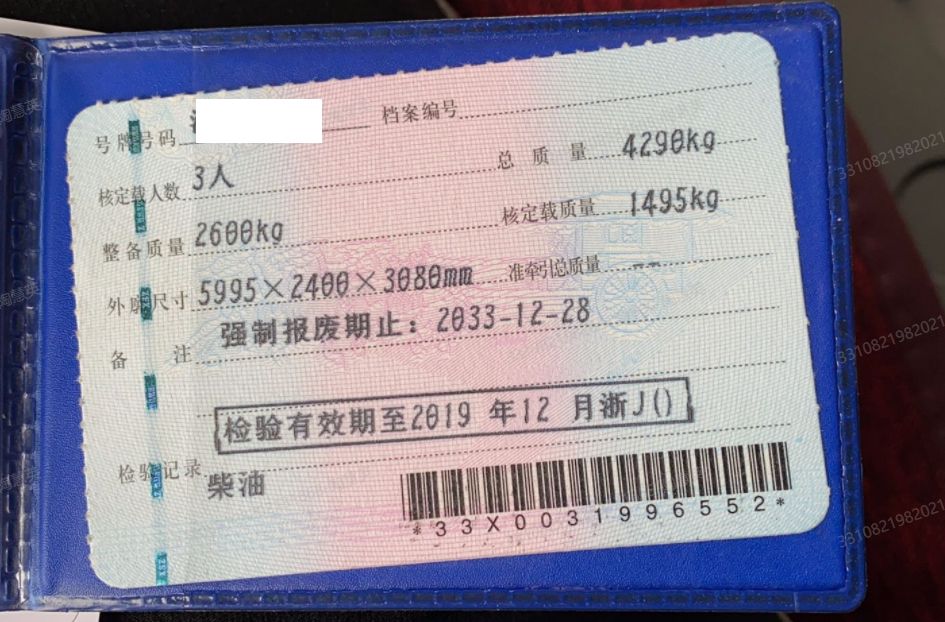 号牌号码 档案编号
核定载人数 3人 总质量 4290kg
整备质量 2600kg 核定载质量 1495kg
外廓尺寸 5995×2400×3080mm 准牵引总质量 --
备注 强制报废期止：2033-12-28
检验有效期至2019 年12 月浙J()
检验记录
柴油
*33X0031996552*